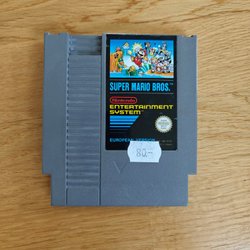 SUPER MARIO BROS.
Nintendo
ENTERTAINMENT
SYSTEM
EUROPEAN VERSION
80.-